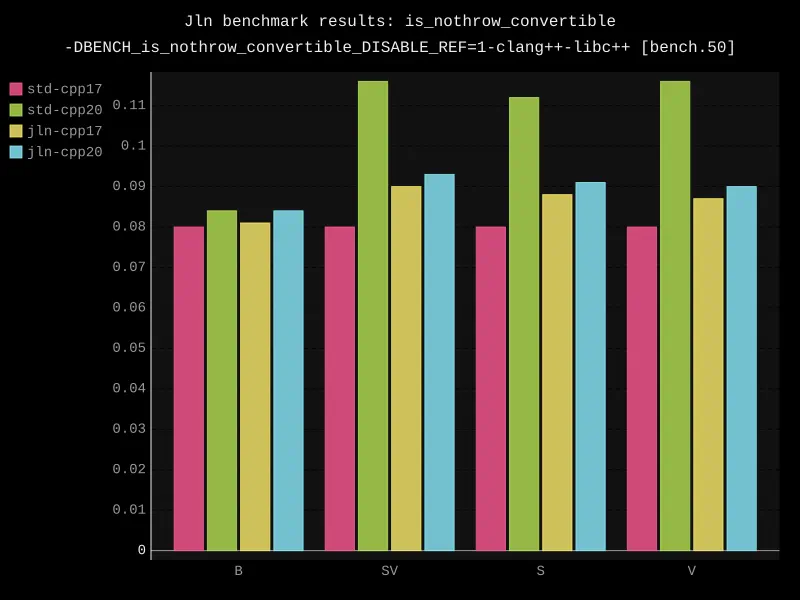 Jln benchmark results: is_nothrow_convertible
-DBENCH_is_nothrow_convertible_DISABLE_REF=1-clang++-libc++ [bench.50]
std-cpp17
std-cpp20
jln-cpp17
jln-cpp20
0.11
0.1
0.09
0.08
0.07
0.06
0.05
0.04
0.03
0.02
0.01
0
B SV S V